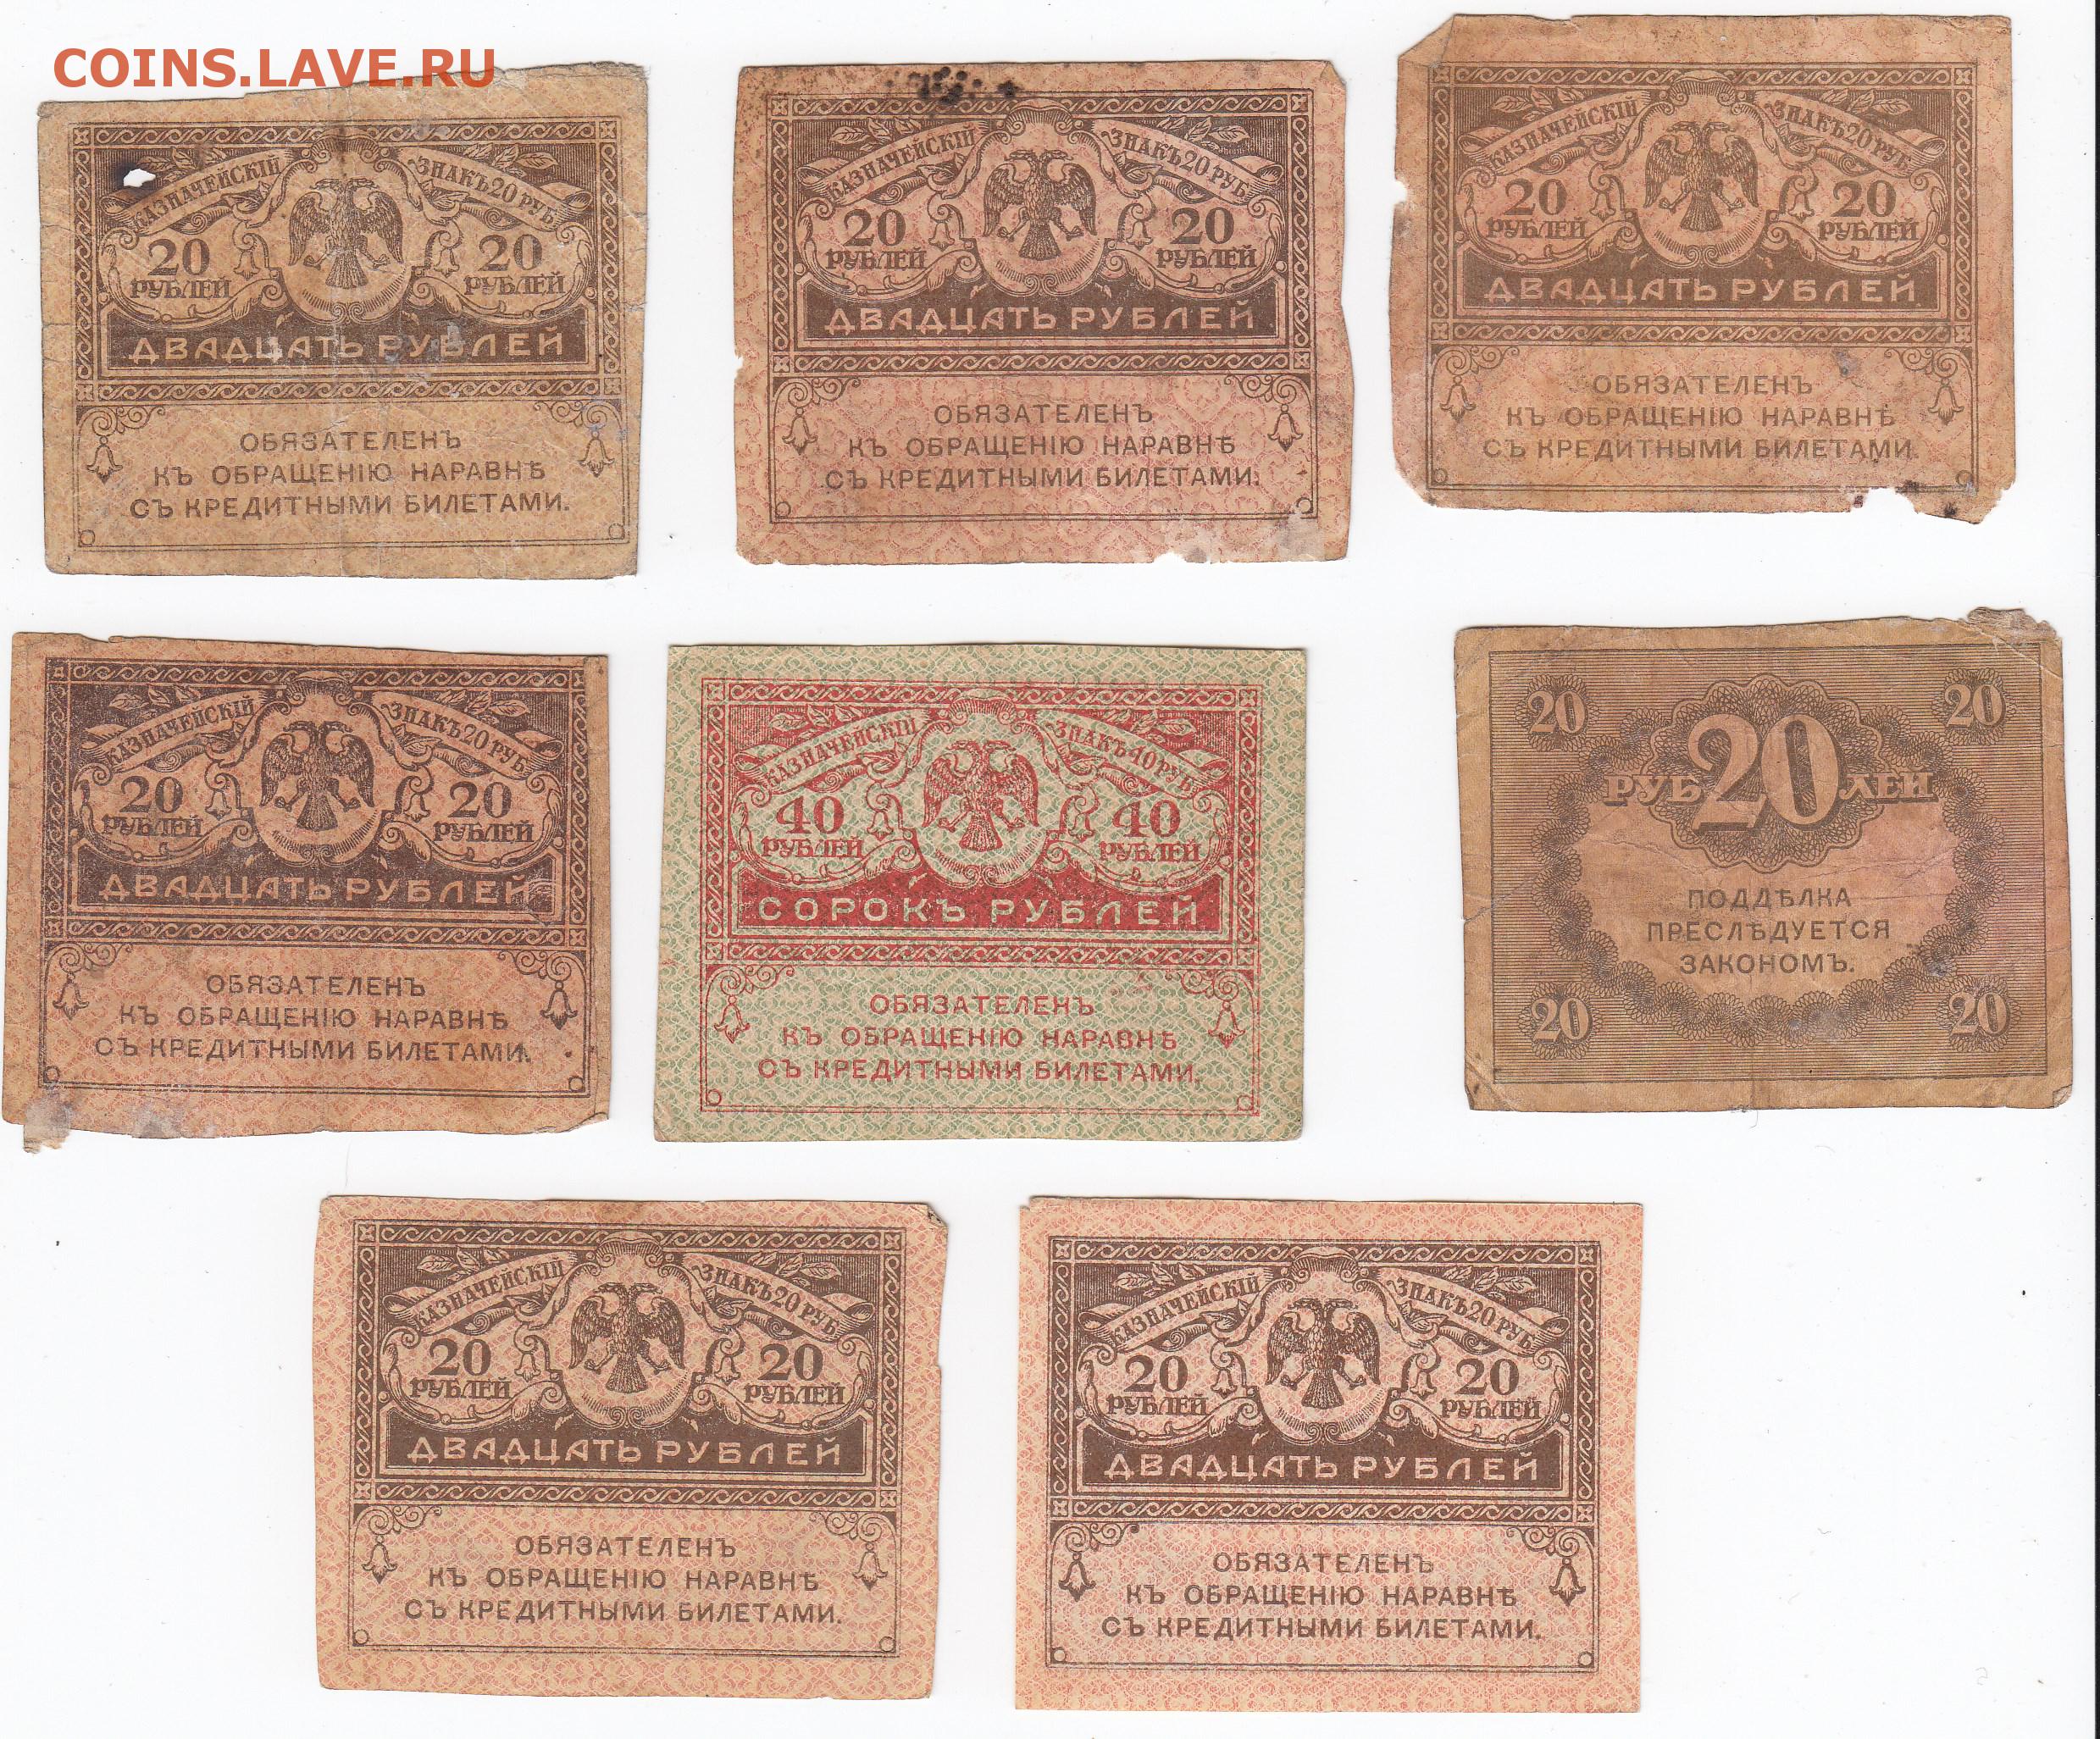 COINS.LAVE.RU
КАЗНАЧЕЙСКІЙ ЗНАКЪ 20 РУБ.
20 20
РУБЛЕЙ РУБЛЕЙ
ДВАДЦАТЬ РУБЛЕЙ
ОБЯЗАТЕЛЕНЪ
КЪ ОБРАЩЕНІЮ НАРАВНѢ
СЪ КРЕДИТНЫМИ БИЛЕТАМИ.
КАЗНАЧЕЙСКІЙ ЗНАКЪ 20 РУБ.
20 20
РУБЛЕЙ РУБЛЕЙ
ДВАДЦАТЬ РУБЛЕЙ
ОБЯЗАТЕЛЕНЪ
КЪ ОБРАЩЕНІЮ НАРАВНѢ
СЪ КРЕДИТНЫМИ БИЛЕТАМИ.
КАЗНАЧЕЙСКІЙ ЗНАКЪ 20 РУБ.
20 20
РУБЛЕЙ РУБЛЕЙ
ДВАДЦАТЬ РУБЛЕЙ
ОБЯЗАТЕЛЕНЪ
КЪ ОБРАЩЕНІЮ НАРАВНѢ
СЪ КРЕДИТНЫМИ БИЛЕТАМИ.
КАЗНАЧЕЙСКІЙ ЗНАКЪ 20 РУБ.
20 20
РУБЛЕЙ РУБЛЕЙ
ДВАДЦАТЬ РУБЛЕЙ
ОБЯЗАТЕЛЕНЪ
КЪ ОБРАЩЕНІЮ НАРАВНѢ
СЪ КРЕДИТНЫМИ БИЛЕТАМИ.
КАЗНАЧЕЙСКІЙ ЗНАКЪ 40 РУБ.
40 40
РУБЛЕЙ РУБЛЕЙ
СОРОКЪ РУБЛЕЙ
ОБЯЗАТЕЛЕНЪ
КЪ ОБРАЩЕНІЮ НАРАВНѢ
СЪ КРЕДИТНЫМИ БИЛЕТАМИ.
20 20
РУБ 20 ЛЕЙ
ПОДДѢЛКА
ПРЕСЛѢДУЕТСЯ
ЗАКОНОМЪ.
20 20
КАЗНАЧЕЙСКІЙ ЗНАКЪ 20 РУБ.
20 20
РУБЛЕЙ РУБЛЕЙ
ДВАДЦАТЬ РУБЛЕЙ
ОБЯЗАТЕЛЕНЪ
КЪ ОБРАЩЕНІЮ НАРАВНѢ
СЪ КРЕДИТНЫМИ БИЛЕТАМИ.
КАЗНАЧЕЙСКІЙ ЗНАКЪ 20 РУБ.
20 20
РУБЛЕЙ РУБЛЕЙ
ДВАДЦАТЬ РУБЛЕЙ
ОБЯЗАТЕЛЕНЪ
КЪ ОБРАЩЕНІЮ НАРАВНѢ
СЪ КРЕДИТНЫМИ БИЛЕТАМИ.